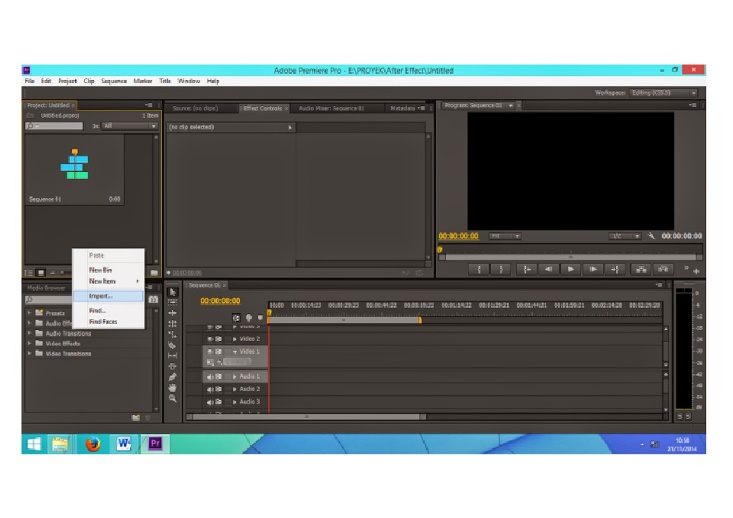 Adobe Premiere Pro - E:\PROYEK\After Effect\Untitled
File Edit Project Clip Sequence Marker Title Window Help
Workspace: Editing (CS5.5)
Project: Untitled ×
Source: (no clips) Effect Controls × Audio Mixer: Sequence 01 Metadata
Program: Sequence 01 ×
Untitled.prproj 1 Item
In: All
(no clip selected)
Sequence 01 0;00
00:00:00:00 Fit 1/2 00:00:00:00
Paste
New Bin
New Item
Import...
Find...
Find Faces
00:00:00:00
Media Browser
Sequence 01 ×
00:00:00:00
00:00 00:00:14:23 00:00:29:23 00:00:44:22 00:00:59:22 00:01:14:22 00:01:29:21 00:01:44:21 00:01:59:21 00:02:14:20 00:02:29:20
Presets
Audio Effects
Audio Transitions
Video Effects
Video Transitions
Video 3
Video 2
Video 1
Audio 1
Audio 2
Audio 3
10:58
21/11/2014